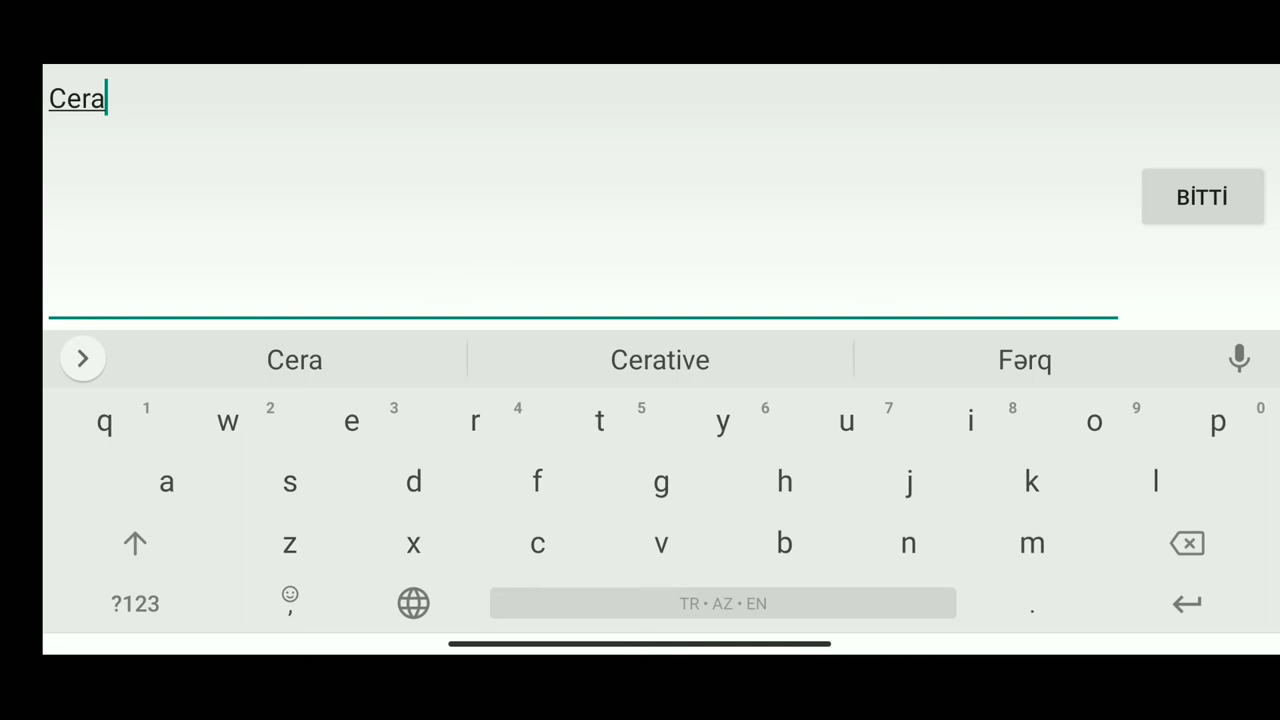 Cera
BİTTİ
Cera Cerative Fərq
q 1 w 2 e 3 r 4 t 5 y 6 u 7 i 8 o 9 p 0
a s d f g h j k l
z x c v b n m
?123 , TR • AZ • EN .